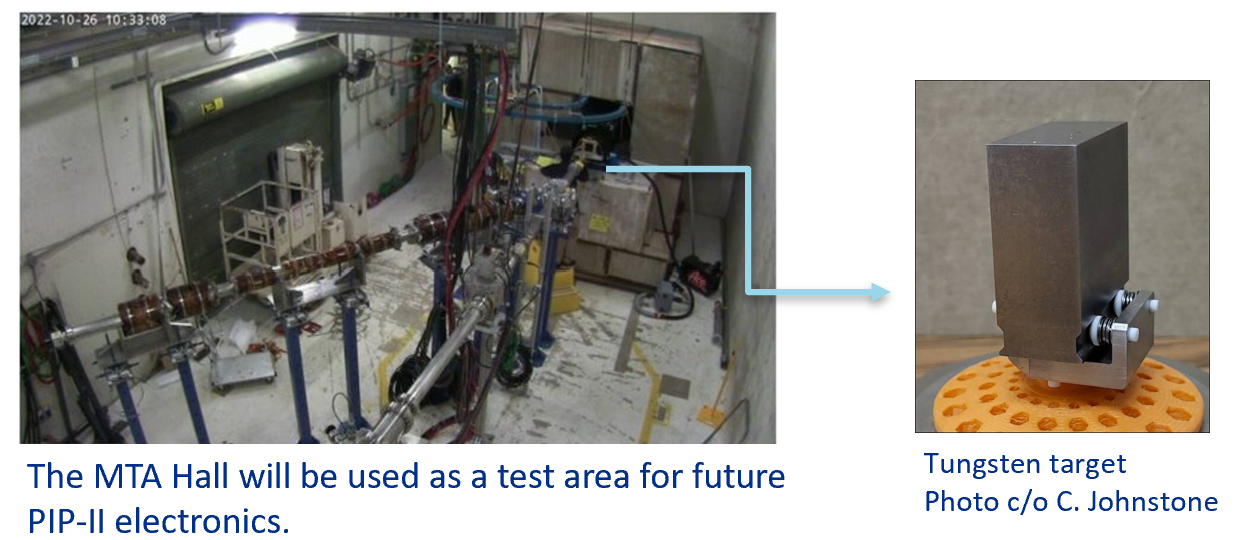 2022-10-26 10:33:08
The MTA Hall will be used as a test area for future
PIP-II electronics.
Tungsten target
Photo c/o C. Johnstone